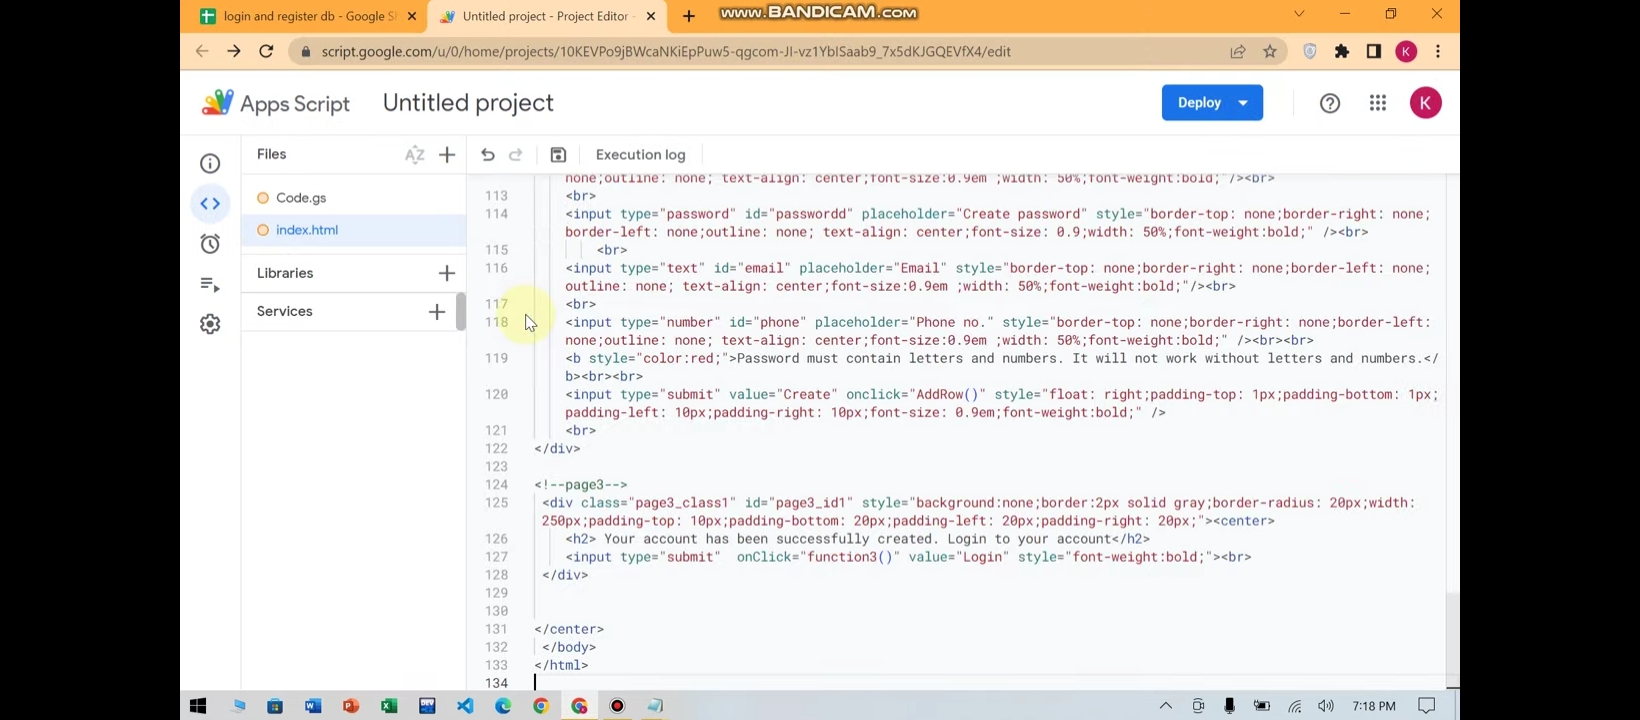 www.BANDICAM.com
login and register db - Google Sh
Untitled project - Project Editor -
script.google.com/u/0/home/projects/10KEVPo9jBWcaNKiEpPuw5-qgcom-JI-vz1YbISaab9_7x5dKJGQEVfX4/edit
K
Apps Script
Untitled project
Deploy
K
Files
AZ
Execution log
Code.gs
index.html
Libraries
Services
none;outline: none; text-align: center;font-size:0.9em ;width: 50%;font-weight:bold;"/><br>
113 <br>
114 <input type="password" id="passwordd" placeholder="Create password" style="border-top: none;border-right: none;
border-left: none;outline: none; text-align: center;font-size: 0.9;width: 50%;font-weight:bold;" /><br>
115 <br>
116 <input type="text" id="email" placeholder="Email" style="border-top: none;border-right: none;border-left: none;
outline: none; text-align: center;font-size:0.9em ;width: 50%;font-weight:bold;"/><br>
117 <br>
118 <input type="number" id="phone" placeholder="Phone no." style="border-top: none;border-right: none;border-left:
none;outline: none; text-align: center;font-size:0.9em ;width: 50%;font-weight:bold;" /><br><br>
119 <b style="color:red;">Password must contain letters and numbers. It will not work without letters and numbers.</
b><br><br>
120 <input type="submit" value="Create" onclick="AddRow()" style="float: right;padding-top: 1px;padding-bottom: 1px;
padding-left: 10px;padding-right: 10px;font-size: 0.9em;font-weight:bold;" />
121 <br>
122 </div>
123
124 <!--page3-->
125 <div class="page3_class1" id="page3_id1" style="background:none;border:2px solid gray;border-radius: 20px;width:
250px;padding-top: 10px;padding-bottom: 20px;padding-left: 20px;padding-right: 20px;"><center>
126 <h2> Your account has been successfully created. Login to your account</h2>
127 <input type="submit"  onClick="function3()" value="Login" style="font-weight:bold;"><br>
128 </div>
129
130
131 </center>
132 </body>
133 </html>
134
7:18 PM